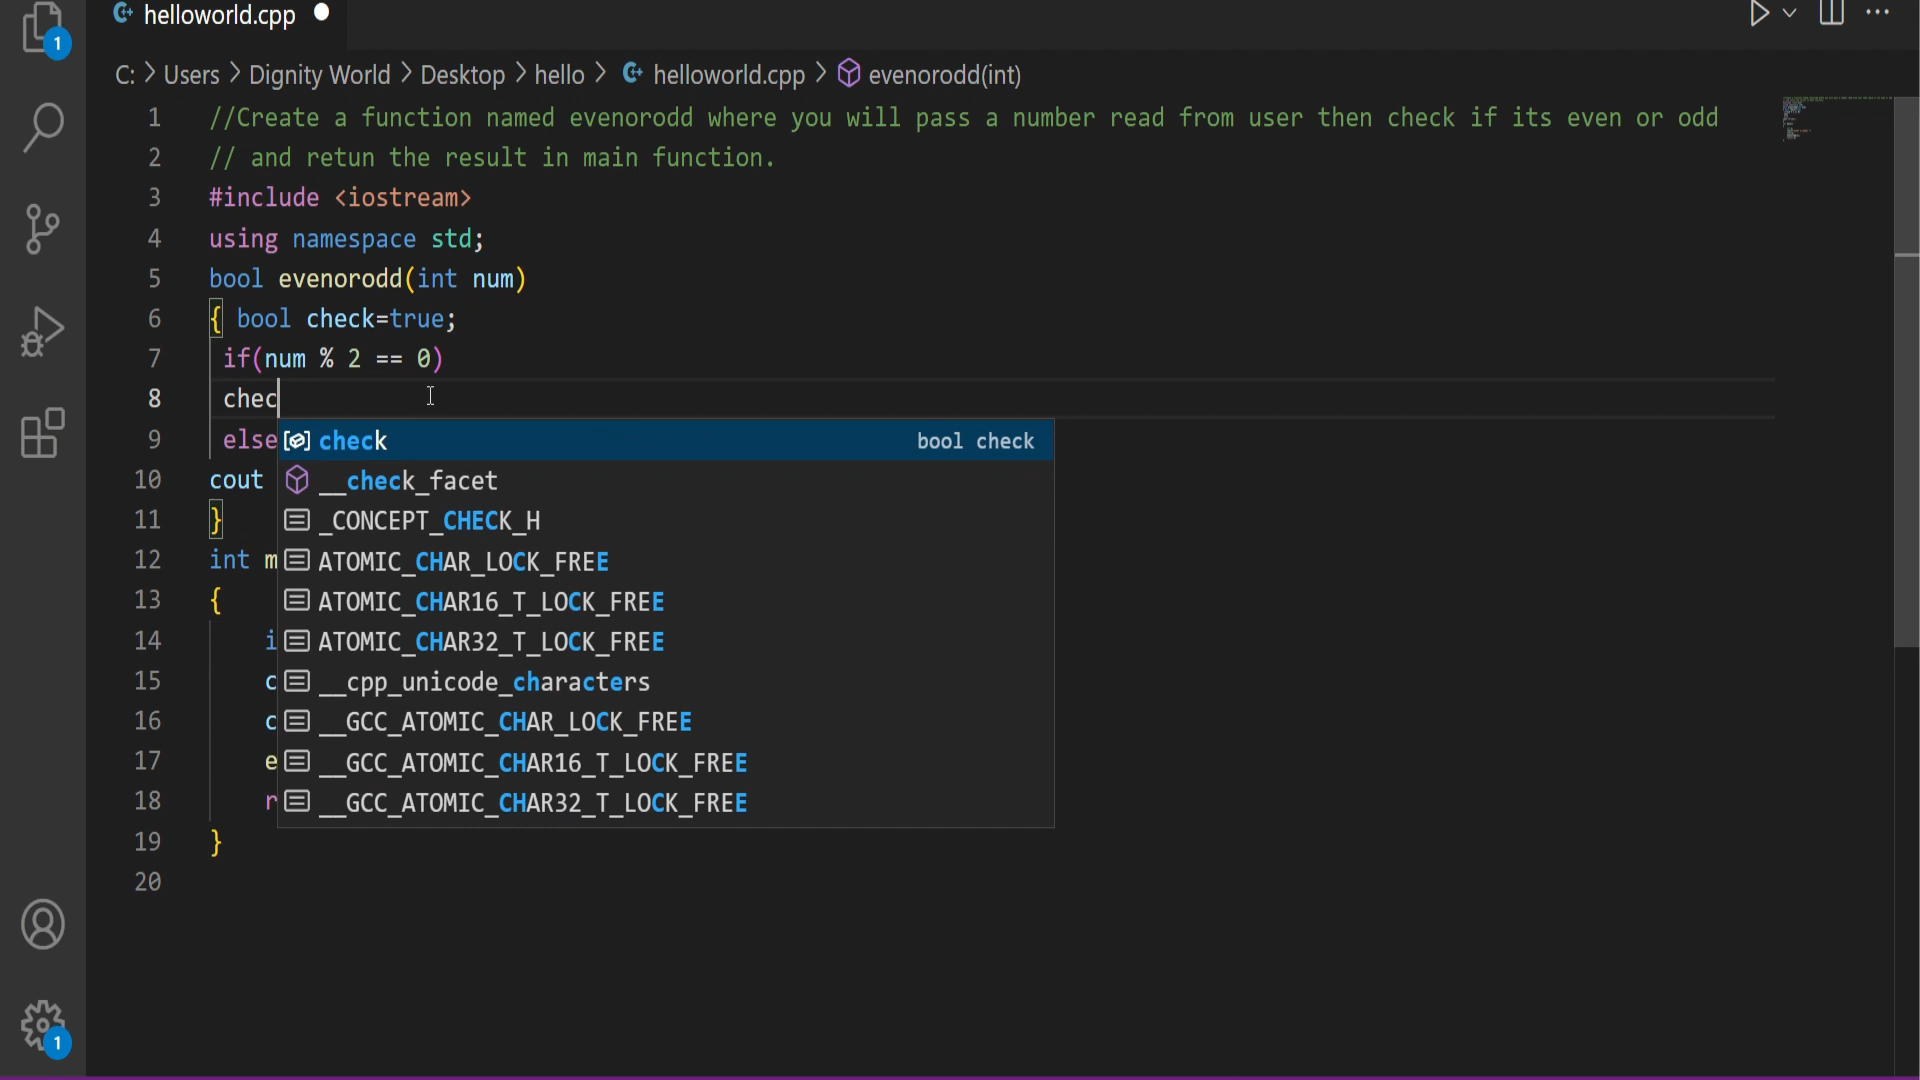 helloworld.cpp
1
C: > Users > Dignity World > Desktop > hello > helloworld.cpp > evenorodd(int)
1 //Create a function named evenorodd where you will pass a number read from user then check if its even or odd
2 // and retun the result in main function.
3 #include <iostream>
4 using namespace std;
5 bool evenorodd(int num)
6 { bool check=true;
7 if(num % 2 == 0)
8 chec
9 else
check bool check
10 cout
__check_facet
11 }
_CONCEPT_CHECK_H
12 int m
ATOMIC_CHAR_LOCK_FREE
13 {
ATOMIC_CHAR16_T_LOCK_FREE
14 i
ATOMIC_CHAR32_T_LOCK_FREE
15 c
__cpp_unicode_characters
16 c
__GCC_ATOMIC_CHAR_LOCK_FREE
17 e
__GCC_ATOMIC_CHAR16_T_LOCK_FREE
18 r
__GCC_ATOMIC_CHAR32_T_LOCK_FREE
19 }
20
1